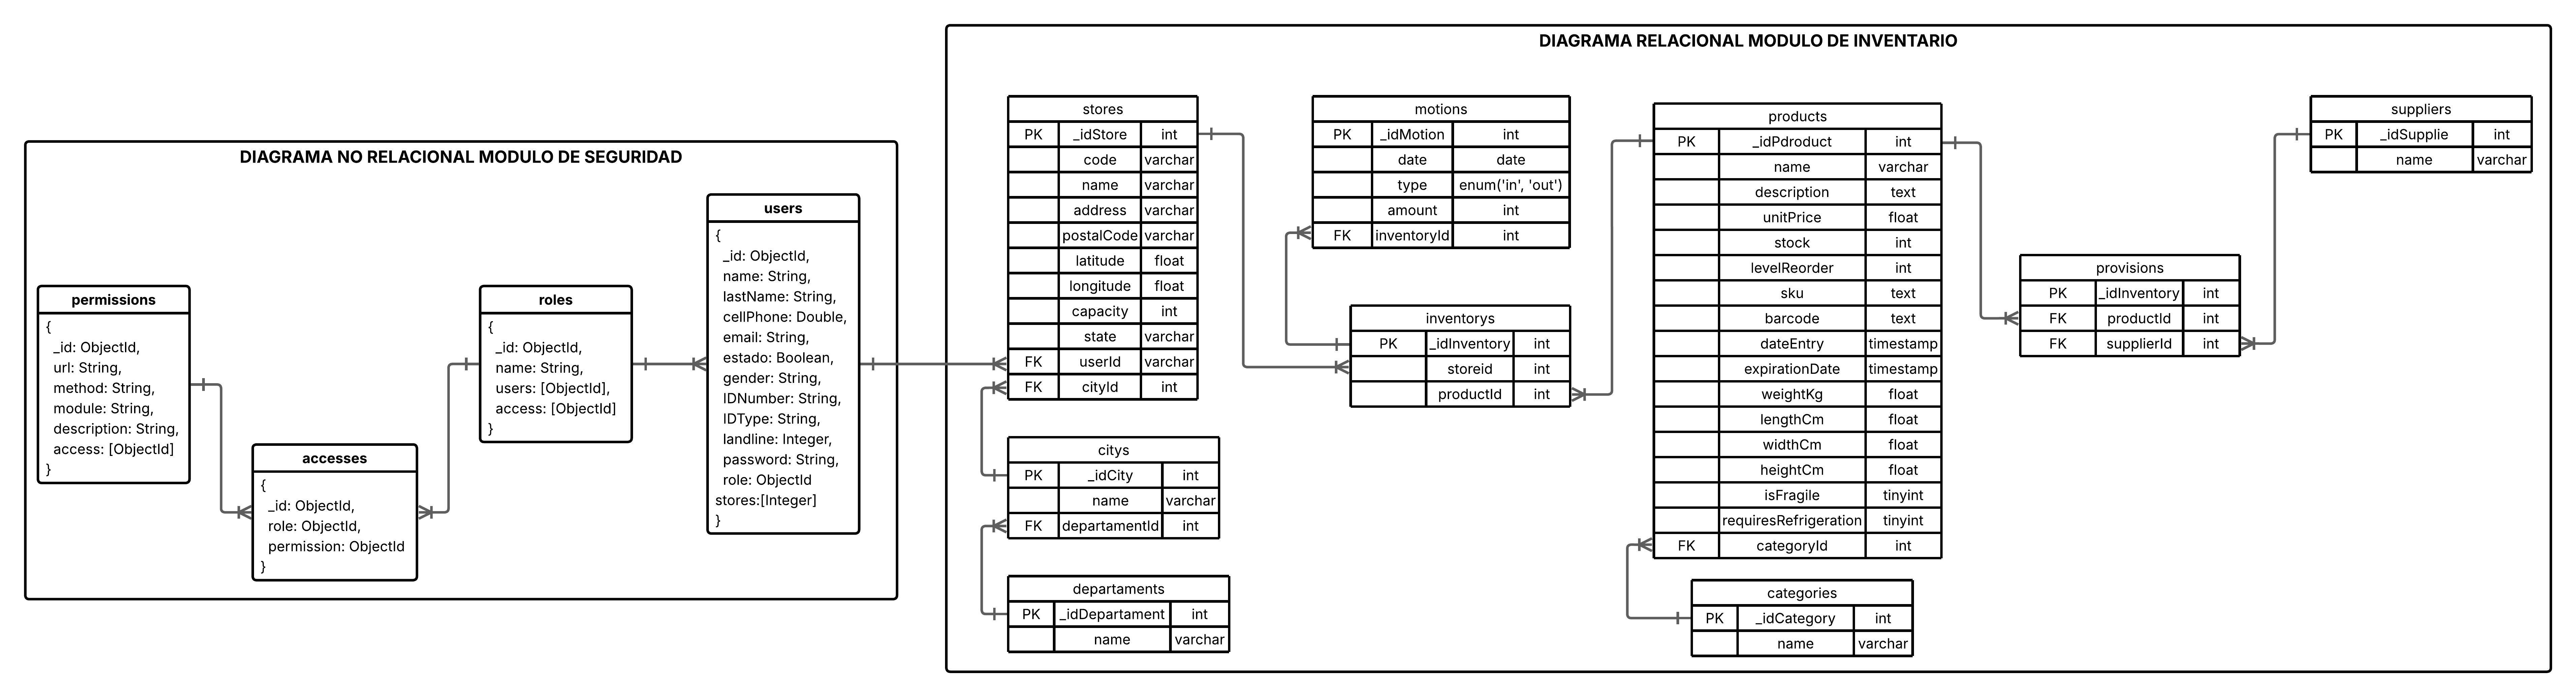 DIAGRAMA NO RELACIONAL MODULO DE SEGURIDAD
permissions
{
_id: ObjectId,
url: String,
method: String,
module: String,
description: String,
access: [ObjectId]
}
accesses
{
_id: ObjectId,
role: ObjectId,
permission: ObjectId
}
roles
{
_id: ObjectId,
name: String,
users: [ObjectId],
access: [ObjectId]
}
users
{
_id: ObjectId,
name: String,
lastName: String,
cellPhone: Double,
email: String,
estado: Boolean,
gender: String,
IDNumber: String,
IDType: String,
landline: Integer,
password: String,
role: ObjectId
stores:[Integer]
}
DIAGRAMA RELACIONAL MODULO DE INVENTARIO
stores
PK _idStore int
code varchar
name varchar
address varchar
postalCode varchar
latitude float
longitude float
capacity int
state varchar
FK userId varchar
FK cityId int
citys
PK _idCity int
name varchar
FK departamentId int
departaments
PK _idDepartament int
name varchar
motions
PK _idMotion int
date date
type enum('in', 'out')
amount int
FK inventoryId int
inventorys
PK _idInventory int
storeid int
productId int
products
PK _idPdroduct int
name varchar
description text
unitPrice float
stock int
levelReorder int
sku text
barcode text
dateEntry timestamp
expirationDate timestamp
weightKg float
lengthCm float
widthCm float
heightCm float
isFragile tinyint
requiresRefrigeration tinyint
FK categoryId int
categories
PK _idCategory int
name varchar
provisions
PK _idInventory int
FK productId int
FK supplierId int
suppliers
PK _idSupplie int
name varchar